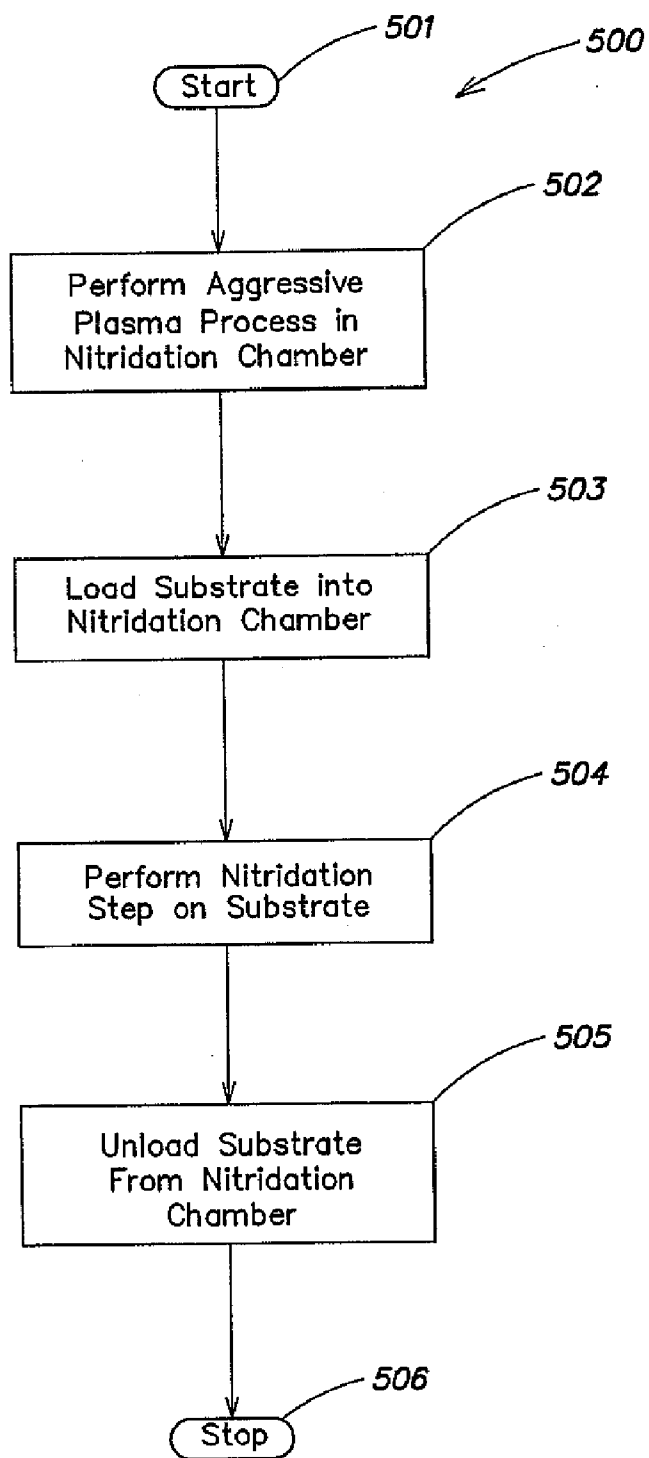 501
500
Start
502
Perform Aggressive
Plasma Process in
Nitridation Chamber
503
Load Substrate into
Nitridation Chamber
504
Perform Nitridation
Step on Substrate
505
Unload Substrate
From Nitridation
Chamber
506
Stop